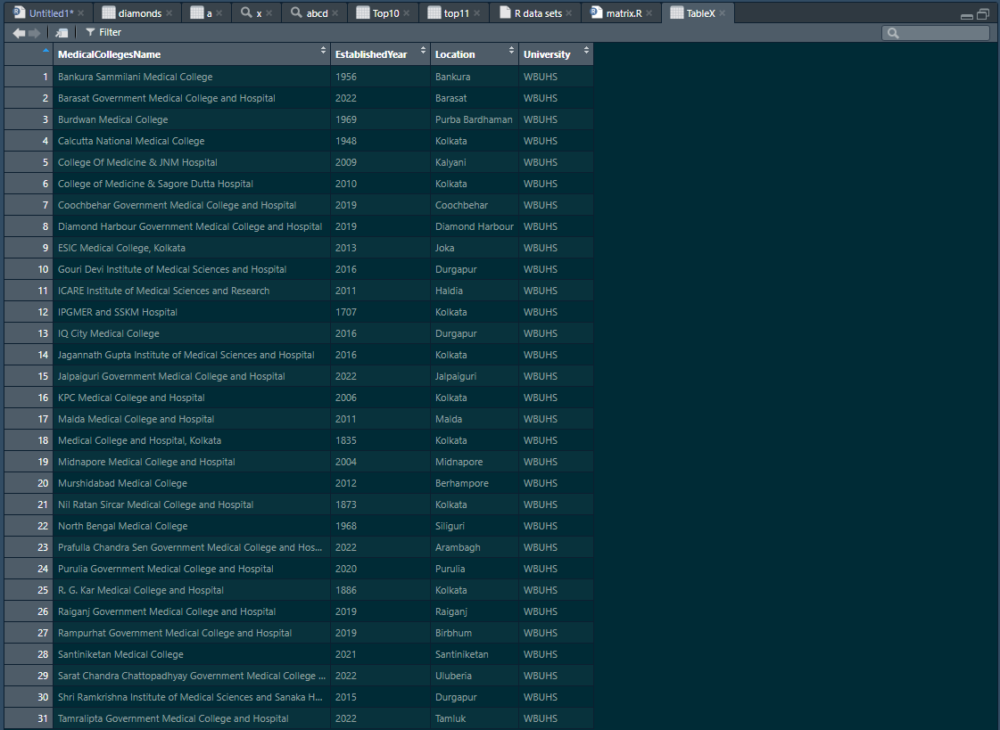 Untitled1* diamonds a x abcd Top10 top11 R data sets matrix.R TableX
Filter
MedicalCollegesName EstablishedYear Location University
1 Bankura Sammilani Medical College 1956 Bankura WBUHS
2 Barasat Government Medical College and Hospital 2022 Barasat WBUHS
3 Burdwan Medical College 1969 Purba Bardhaman WBUHS
4 Calcutta National Medical College 1948 Kolkata WBUHS
5 College Of Medicine & JNM Hospital 2009 Kalyani WBUHS
6 College of Medicine & Sagore Dutta Hospital 2010 Kolkata WBUHS
7 Coochbehar Government Medical College and Hospital 2019 Coochbehar WBUHS
8 Diamond Harbour Government Medical College and Hospital 2019 Diamond Harbour WBUHS
9 ESIC Medical College, Kolkata 2013 Joka WBUHS
10 Gouri Devi Institute of Medical Sciences and Hospital 2016 Durgapur WBUHS
11 ICARE Institute of Medical Sciences and Research 2011 Haldia WBUHS
12 IPGMER and SSKM Hospital 1707 Kolkata WBUHS
13 IQ City Medical College 2016 Durgapur WBUHS
14 Jagannath Gupta Institute of Medical Sciences and Hospital 2016 Kolkata WBUHS
15 Jalpaiguri Government Medical College and Hospital 2022 Jalpaiguri WBUHS
16 KPC Medical College and Hospital 2006 Kolkata WBUHS
17 Malda Medical College and Hospital 2011 Malda WBUHS
18 Medical College and Hospital, Kolkata 1835 Kolkata WBUHS
19 Midnapore Medical College and Hospital 2004 Midnapore WBUHS
20 Murshidabad Medical College 2012 Berhampore WBUHS
21 Nil Ratan Sircar Medical College and Hospital 1873 Kolkata WBUHS
22 North Bengal Medical College 1968 Siliguri WBUHS
23 Prafulla Chandra Sen Government Medical College and Hos... 2022 Arambagh WBUHS
24 Purulia Government Medical College and Hospital 2020 Purulia WBUHS
25 R. G. Kar Medical College and Hospital 1886 Kolkata WBUHS
26 Raiganj Government Medical College and Hospital 2019 Raiganj WBUHS
27 Rampurhat Government Medical College and Hospital 2019 Birbhum WBUHS
28 Santiniketan Medical College 2021 Santiniketan WBUHS
29 Sarat Chandra Chattopadhyay Government Medical College ... 2022 Uluberia WBUHS
30 Shri Ramkrishna Institute of Medical Sciences and Sanaka H... 2015 Durgapur WBUHS
31 Tamralipta Government Medical College and Hospital 2022 Tamluk WBUHS